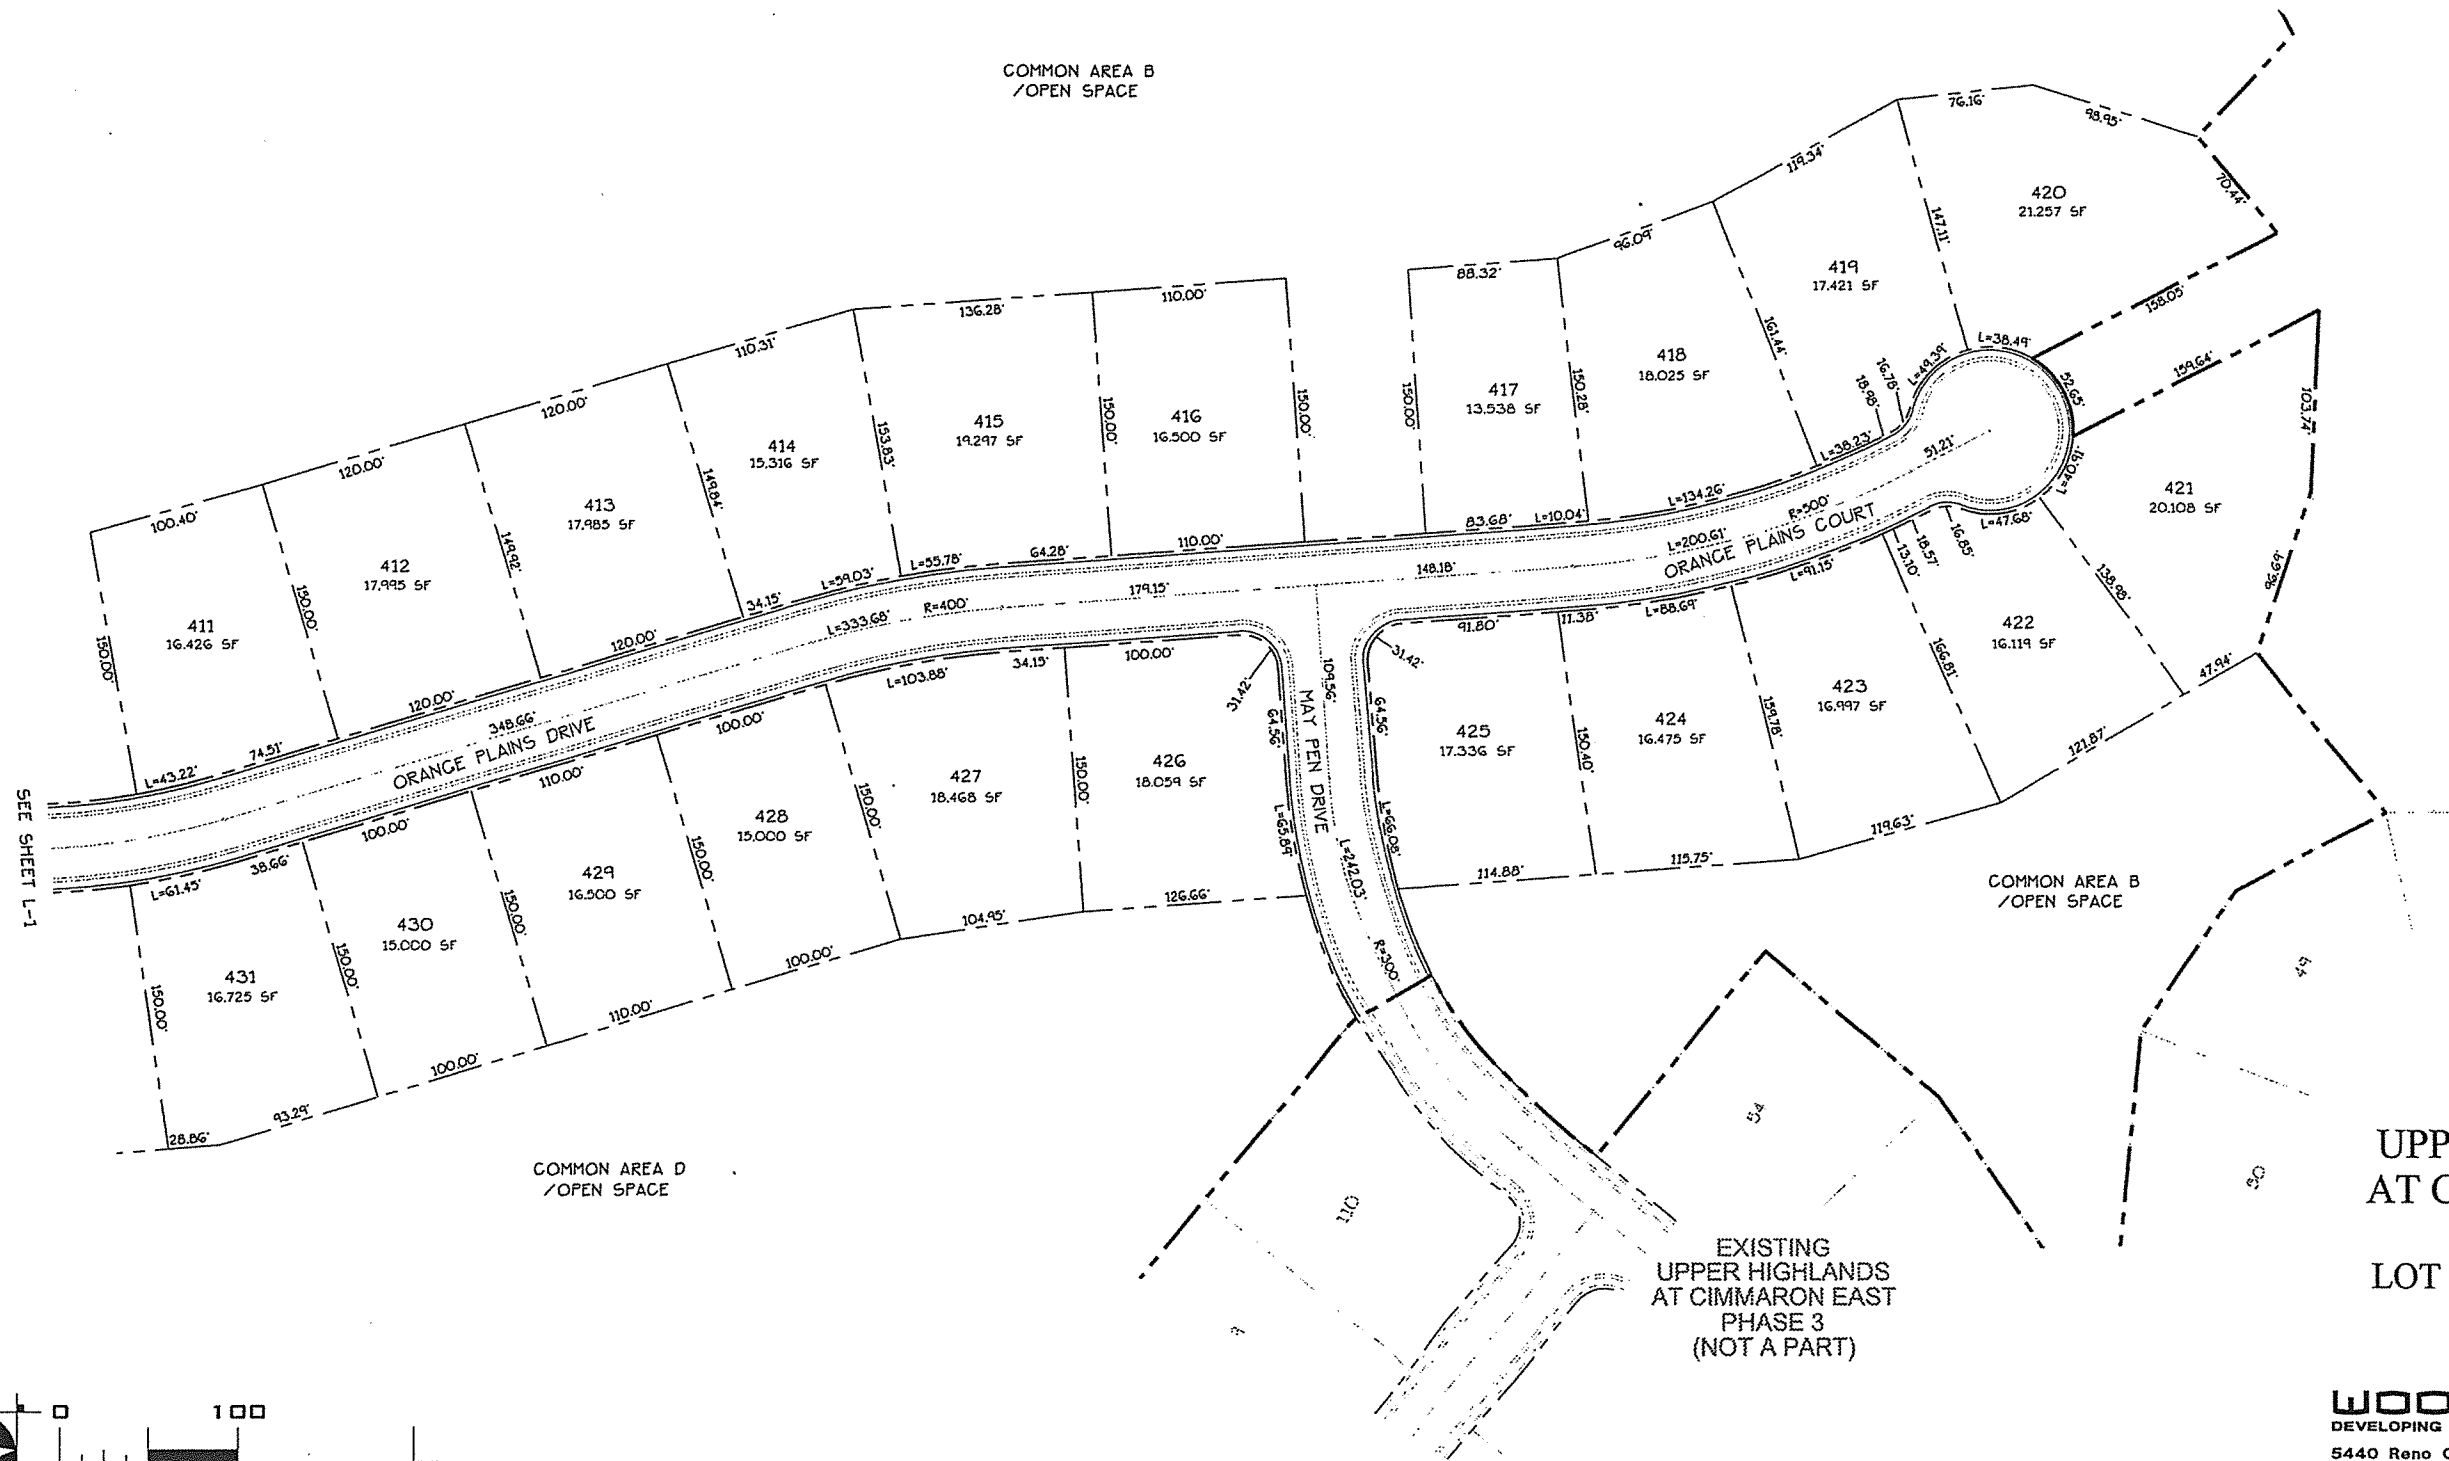 COMMON AREA B
/OPEN SPACE
76.16'
98.95'
70.44'
119.34'
147.11'
420
21.257 SF
96.09'
419
17.421 SF
158.05'
88.32'
161.44'
L=38.49'
159.64'
136.28'
110.00'
110.31'
150.00'
417
13.538 SF
150.28'
418
18.025 SF
18.98'
16.78'
L=49.39'
52.65'
103.74'
120.00'
120.00'
414
15.316 SF
153.83'
415
19.297 SF
150.00'
416
16.500 SF
150.00'
L=38.23'
51.21'
L=40.91'
421
20.108 SF
100.40'
412
17.995 SF
149.92'
413
17.985 SF
149.84'
83.68'
L=10.04'
L=134.26'
R=500'
ORANGE PLAINS COURT
L=200.61'
L=47.68'
16.85'
18.57'
13.10'
138.98'
96.69'
411
16.426 SF
150.00'
150.00'
34.15'
L=59.03'
L=55.78'
64.28'
110.00'
R=400'
L=333.68'
179.15'
148.18'
L=91.15'
L=88.69'
11.38'
91.80'
422
16.119 SF
47.94'
120.00'
120.00'
348.66'
ORANGE PLAINS DRIVE
74.51'
L=43.22'
100.00'
L=103.88'
34.15'
100.00'
31.42'
31.42'
64.56'
109.56'
64.56'
MAY PEN DRIVE
425
17.336 SF
150.40'
424
16.475 SF
159.78'
423
16.997 SF
166.81'
121.87'
SEE SHEET L-1
L=61.45'
38.66'
100.00'
110.00'
150.00'
428
15.000 SF
150.00'
427
18.468 SF
150.00'
426
18.059 SF
L=65.89'
L=242.03'
L=66.08'
114.88'
115.75'
119.63'
429
16.500 SF
150.00'
430
15.000 SF
150.00'
431
16.725 SF
150.00'
104.95'
126.66'
100.00'
110.00'
100.00'
93.29'
28.86'
R=300'
COMMON AREA B
/OPEN SPACE
49
54
50
110
COMMON AREA D
/OPEN SPACE
UPP
AT C
LOT
EXISTING
UPPER HIGHLANDS
AT CIMMARON EAST
PHASE 3
(NOT A PART)
0 100
WOO
DEVELOPING
5440 Reno